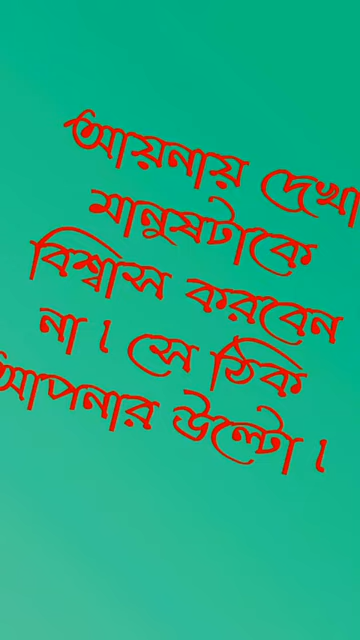 আয়নায় দেখা
মানুষটাকে
বিশ্বাস করবেন
না । সে ঠিক
আপনার উল্টো ।